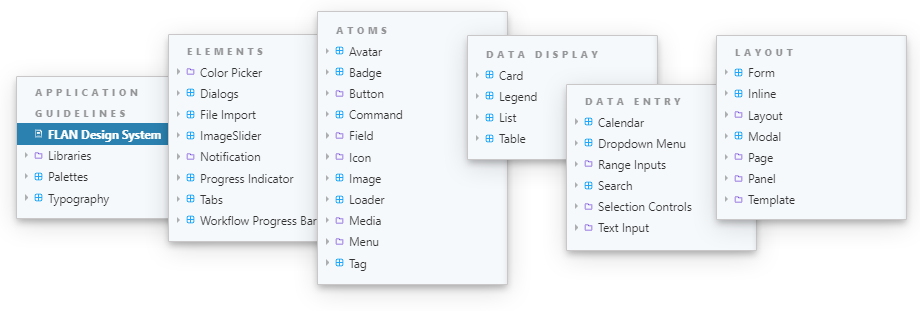 APPLICATION
GUIDELINES
FLAN Design System
Libraries
Palettes
Typography
ELEMENTS
Color Picker
Dialogs
File Import
ImageSlider
Notification
Progress Indicator
Tabs
Workflow Progress Bar
ATOMS
Avatar
Badge
Button
Command
Field
Icon
Image
Loader
Media
Menu
Tag
DATA DISPLAY
Card
Legend
List
Table
DATA ENTRY
Calendar
Dropdown Menu
Range Inputs
Search
Selection Controls
Text Input
LAYOUT
Form
Inline
Layout
Modal
Page
Panel
Template